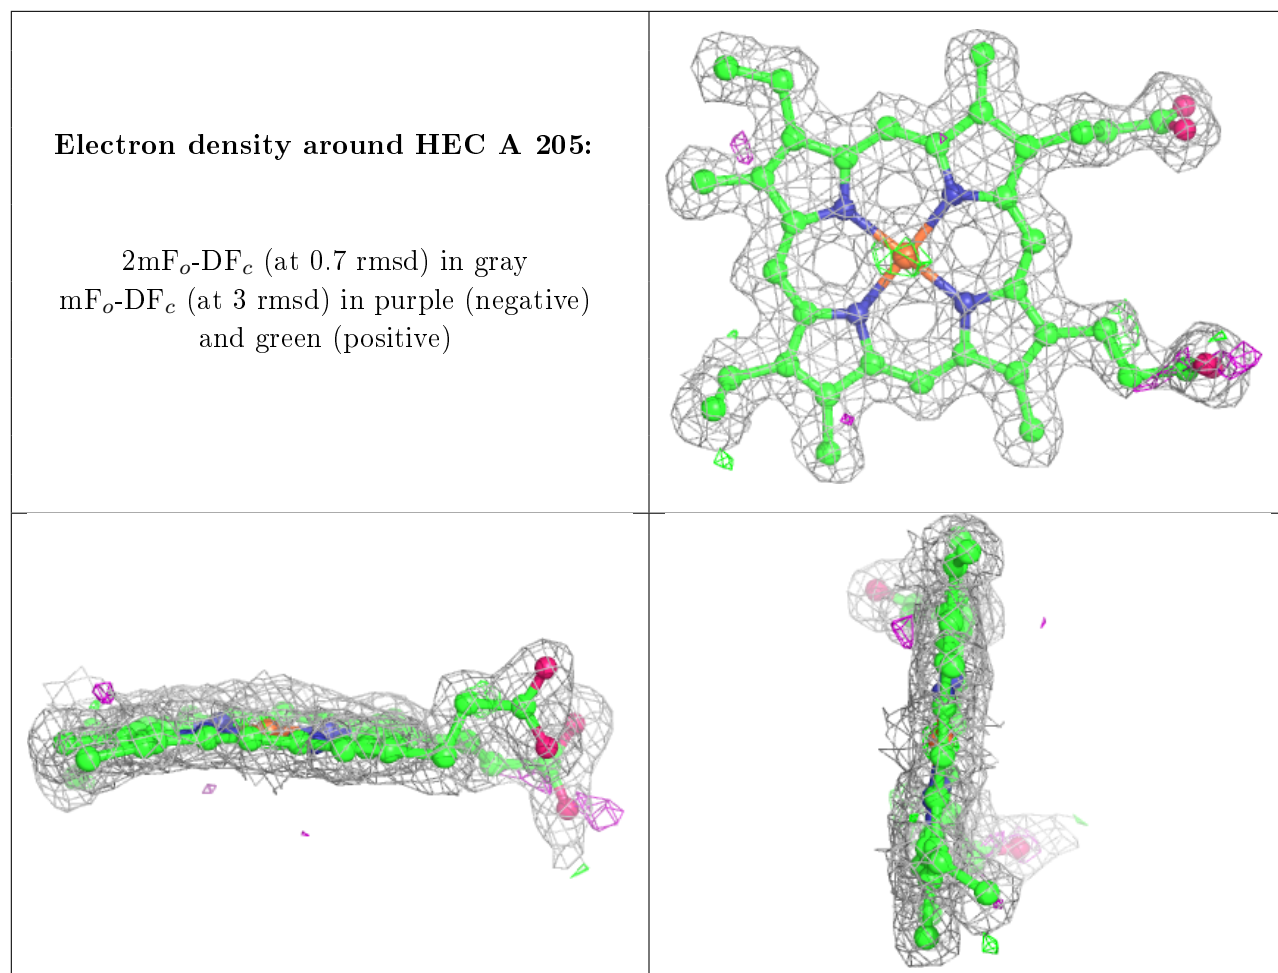 Electron density around HEC A 205:
2mFₒ-DF𝒸 (at 0.7 rmsd) in gray
mFₒ-DF𝒸 (at 3 rmsd) in purple (negative)
and green (positive)